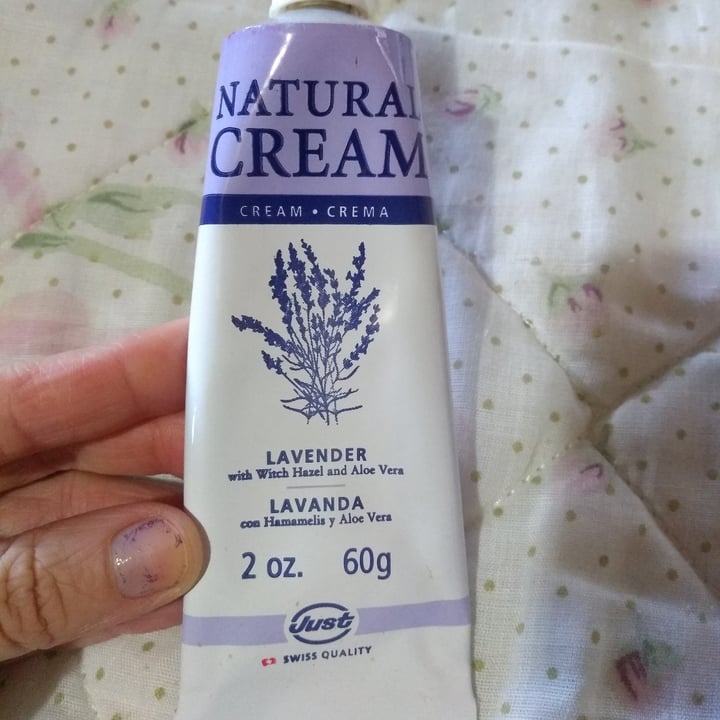 NATURAL
CREAM
CREAM • CREMA
LAVENDER
with Witch Hazel and Aloe Vera
LAVANDA
con Hamamelis y Aloe Vera
2 oz. 60g
Just
SWISS QUALITY